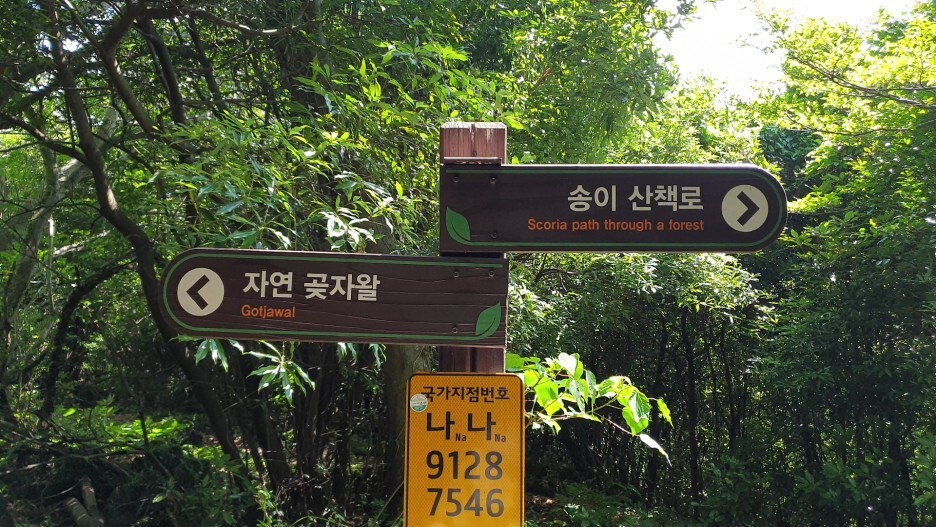 송이 산책로
Scoria path through a forest
자연 곶자왈
Gotjawal
국가지점번호
나Na 나Na
9128
7546